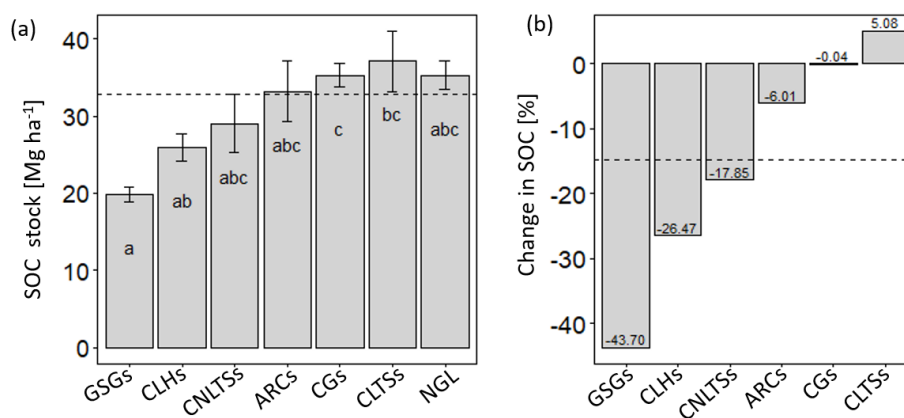 (a)
SOC stock [Mg ha⁻¹]
40
30
20
10
0
a
ab
abc
abc
c
bc
abc
GSGs
CLHs
CNLTSs
ARCs
CGs
CLTSs
NGL
(b)
Change in SOC [%]
0
-10
-20
-30
-40
-43.70
-26.47
-17.85
-6.01
-0.04
5.08
GSGs
CLHs
CNLTSs
ARCs
CGs
CLTSs